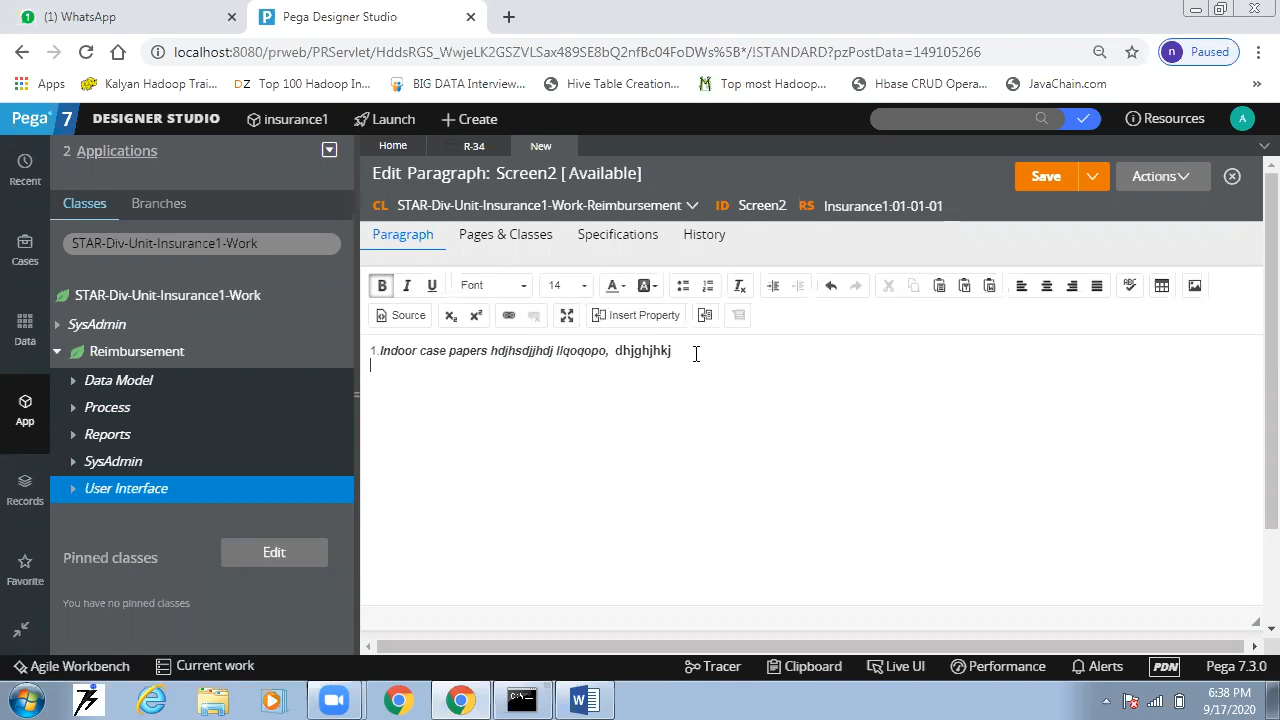 (1) WhatsApp
Pega Designer Studio
localhost:8080/prweb/PRServlet/HddsRGS_WwjeLK2GSZVLSax489SE8bQ2nfBc04FoDWs%5B*/!STANDARD?pzPostData=149105266
n Paused
Apps
Kalyan Hadoop Trai...
DZ Top 100 Hadoop In...
BIG DATA Interview...
Hive Table Creation...
Top most Hadoop...
Hbase CRUD Opera...
JavaChain.com
»
Pega 7 DESIGNER STUDIO
insurance1
Launch
Create
Resources
A
2 Applications
Home
R-34
New
Recent
Edit Paragraph: Screen2 [Available]
Save
Actions
Classes
Branches
CL STAR-Div-Unit-Insurance1-Work-Reimbursement
ID Screen2
RS Insurance1:01-01-01
Cases
STAR-Div-Unit-Insurance1-Work
Paragraph
Pages & Classes
Specifications
History
STAR-Div-Unit-Insurance1-Work
B I U Font 14 A A
Data
SysAdmin
Source
Insert Property
Reimbursement
1.Indoor case papers hdjhsdjjhdj llqoqopo, dhjghjhkj
Data Model
App
Process
Reports
SysAdmin
Records
User Interface
Pinned classes
Edit
Favorite
You have no pinned classes
Agile Workbench
Current work
Tracer
Clipboard
Live UI
Performance
Alerts
PDN
Pega 7.3.0
6:38 PM
9/17/2020